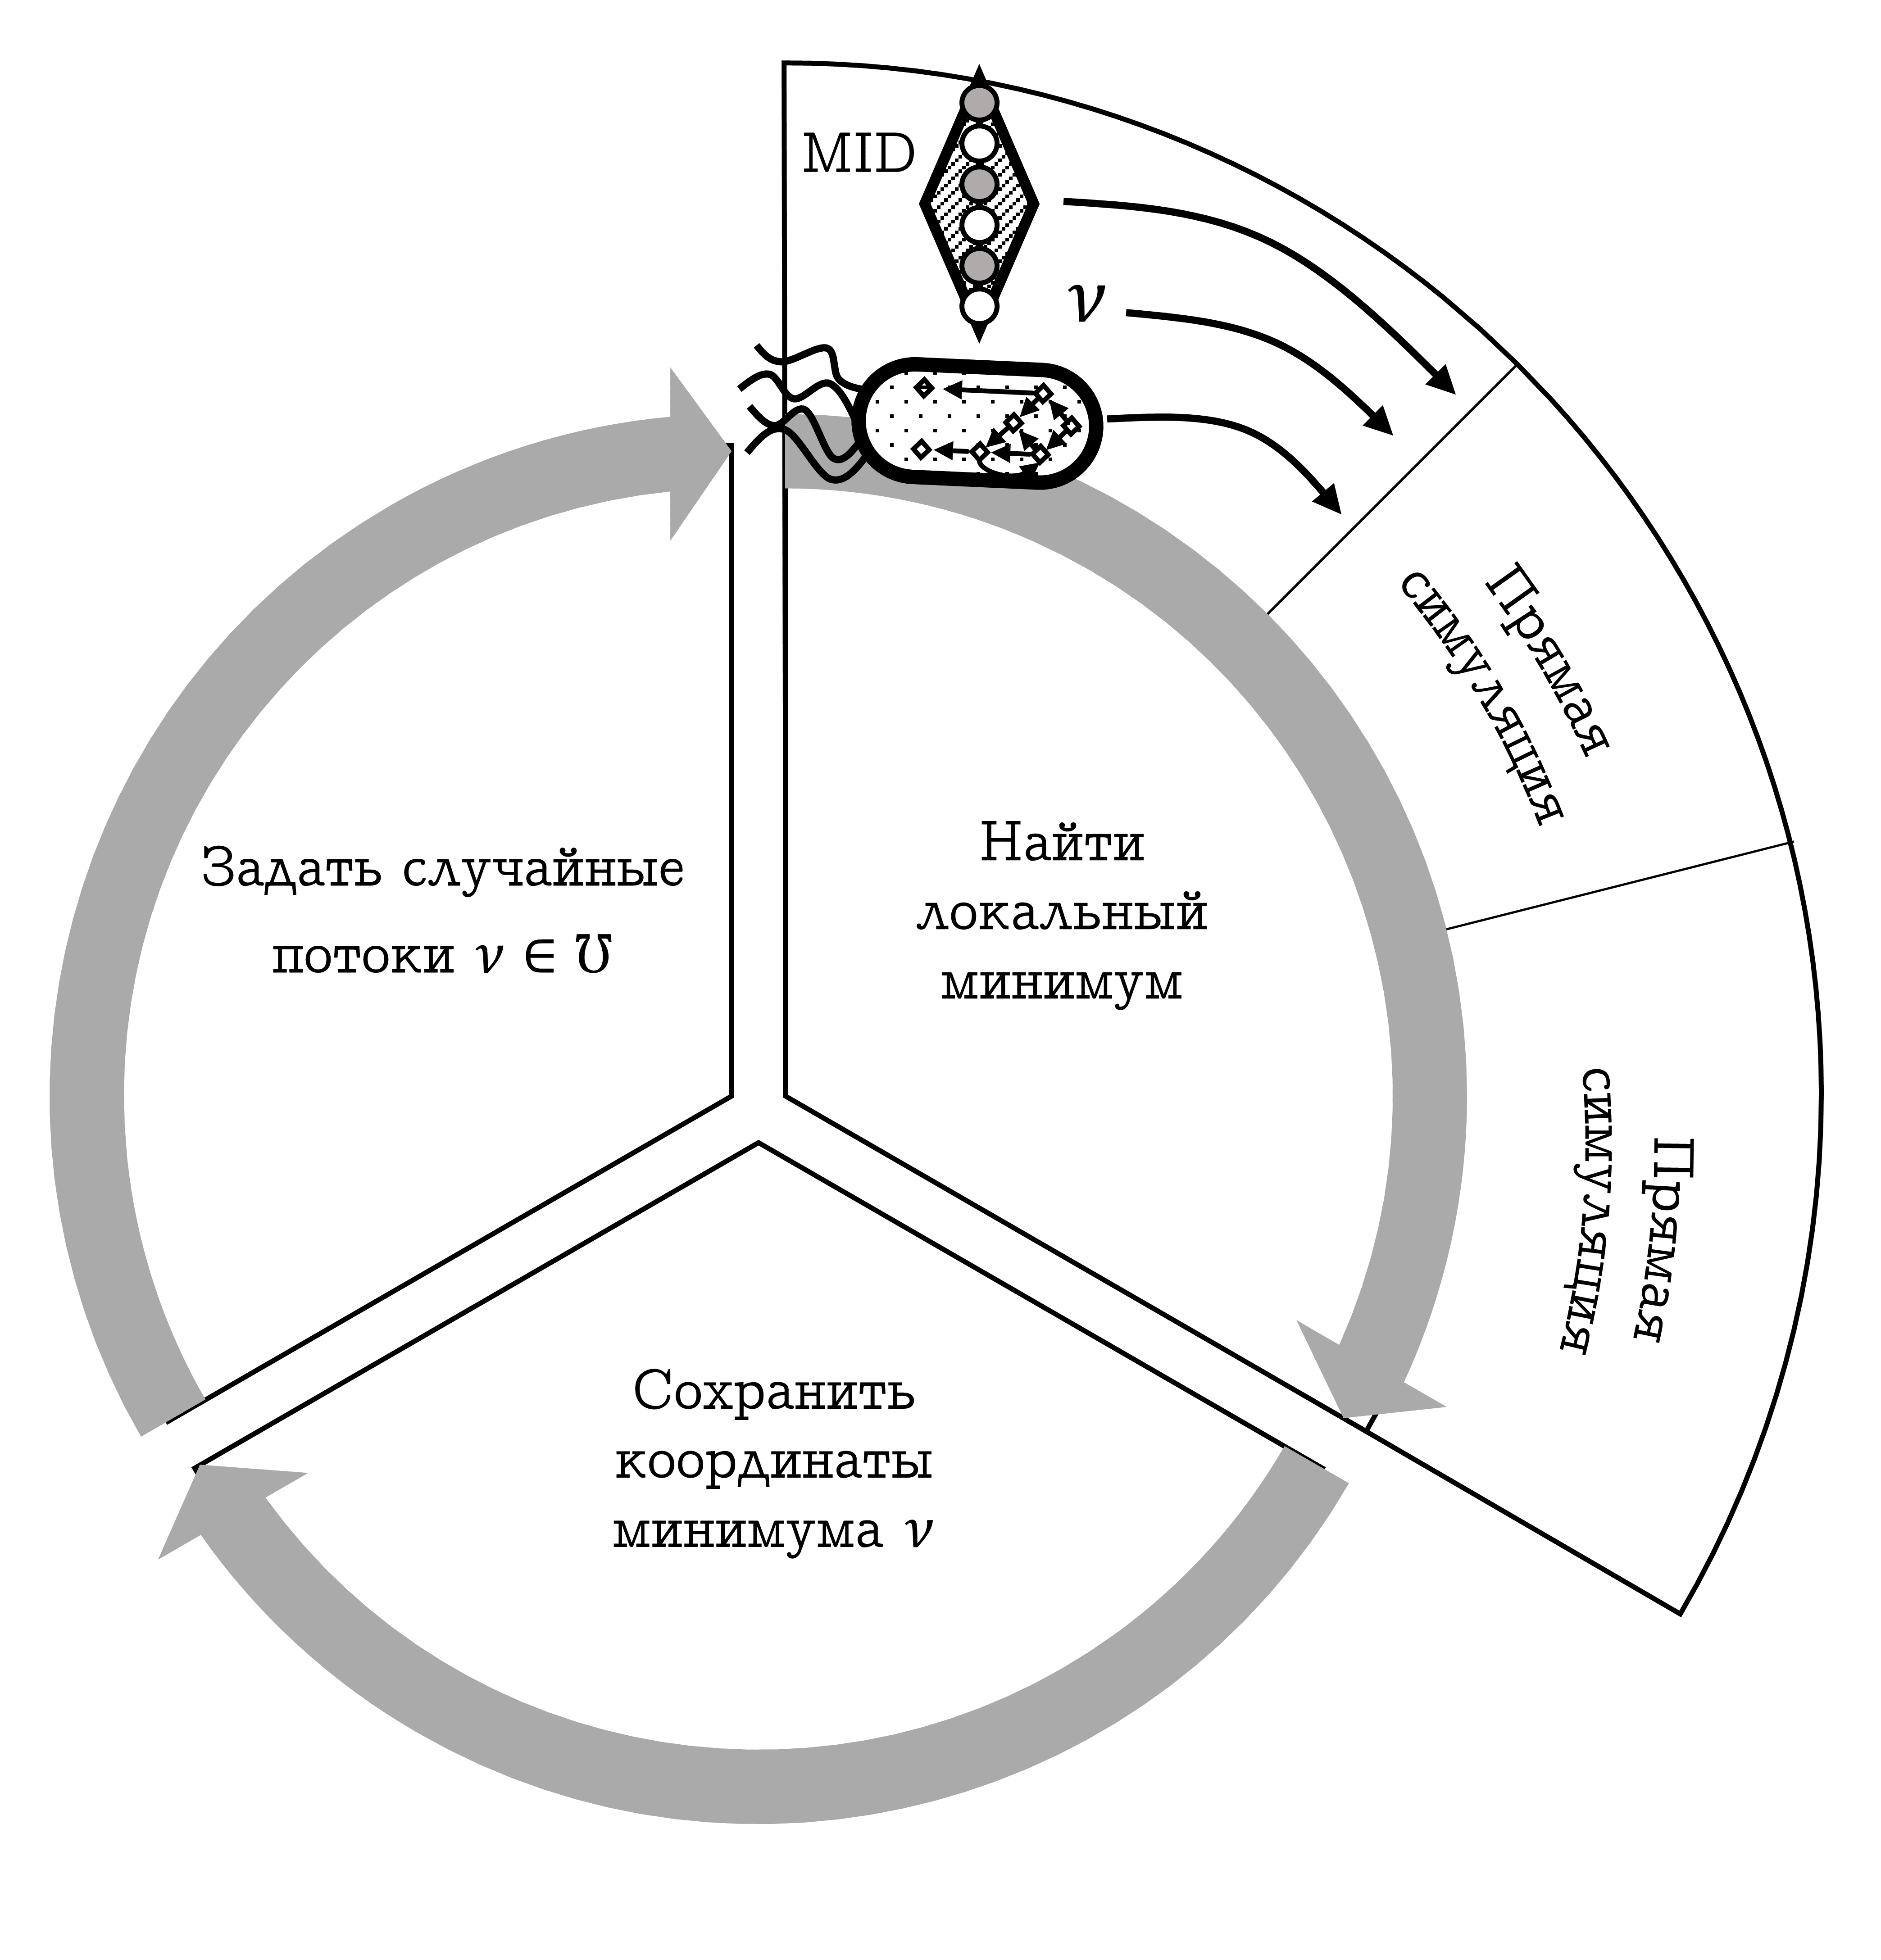 MID
ν
Прямая
симуляция
Прямая
симуляция
Задать случайные
потоки ν ∈ ℧
Найти
локальный
минимум
Сохранить
координаты
минимума ν